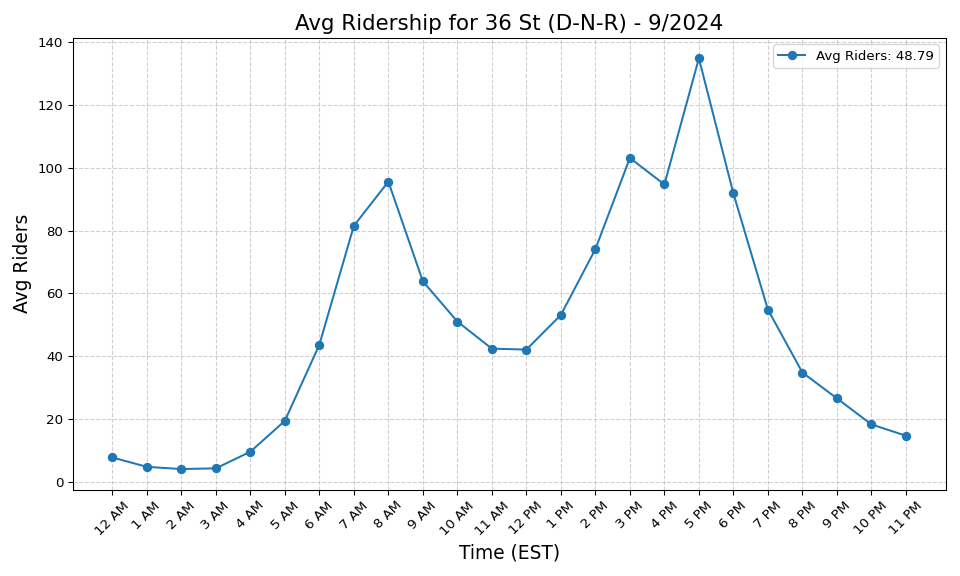 Avg Ridership for 36 St (D-N-R) - 9/2024
Avg Riders: 48.79
Avg Riders
140
120
100
80
60
40
20
0
12 AM
1 AM
2 AM
3 AM
4 AM
5 AM
6 AM
7 AM
8 AM
9 AM
10 AM
11 AM
12 PM
1 PM
2 PM
3 PM
4 PM
5 PM
6 PM
7 PM
8 PM
9 PM
10 PM
11 PM
Time (EST)